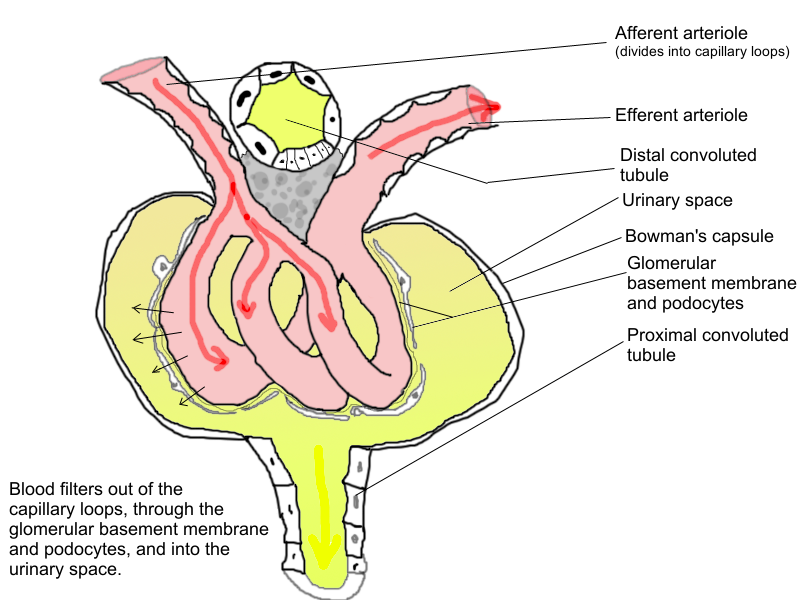 Afferent arteriole
(divides into capillary loops)
Efferent arteriole
Distal convoluted
tubule
Urinary space
Bowman's capsule
Glomerular
basement membrane
and podocytes
Proximal convoluted
tubule
Blood filters out of the
capillary loops, through the
glomerular basement membrane
and podocytes, and into the
urinary space.